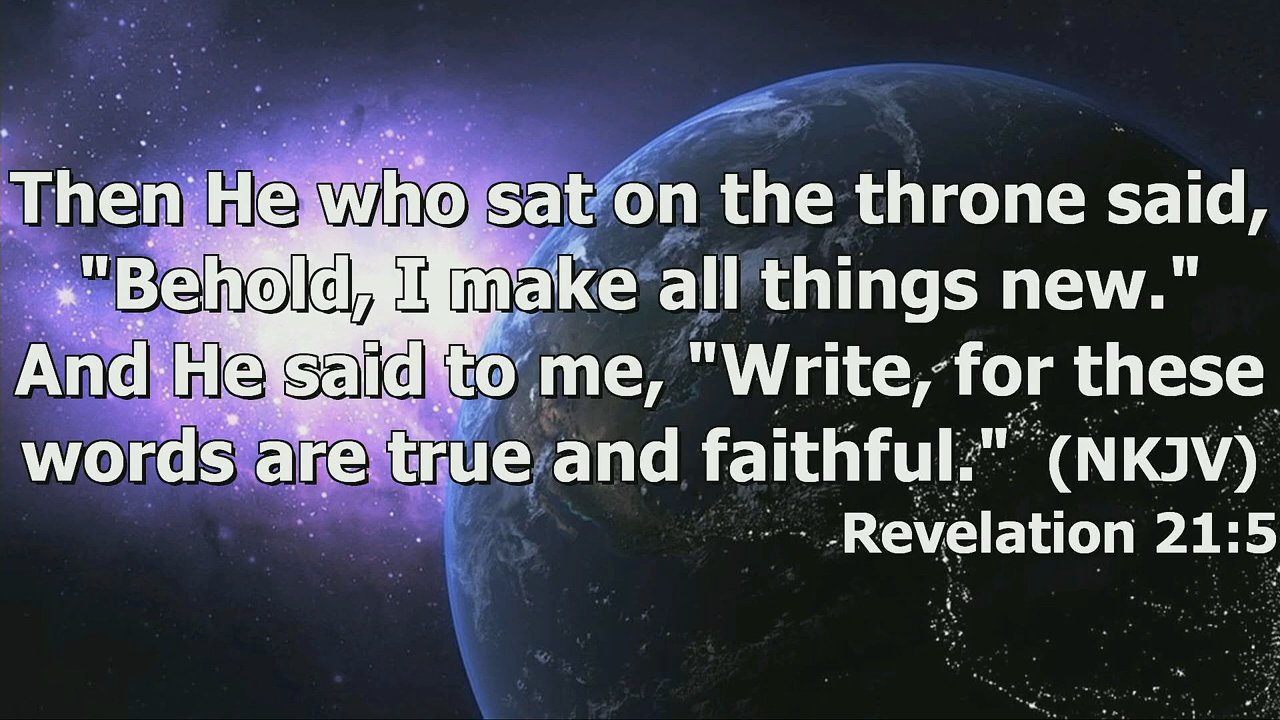 Then He who sat on the throne said,
"Behold, I make all things new."
And He said to me, "Write, for these
words are true and faithful." (NKJV)
Revelation 21:5